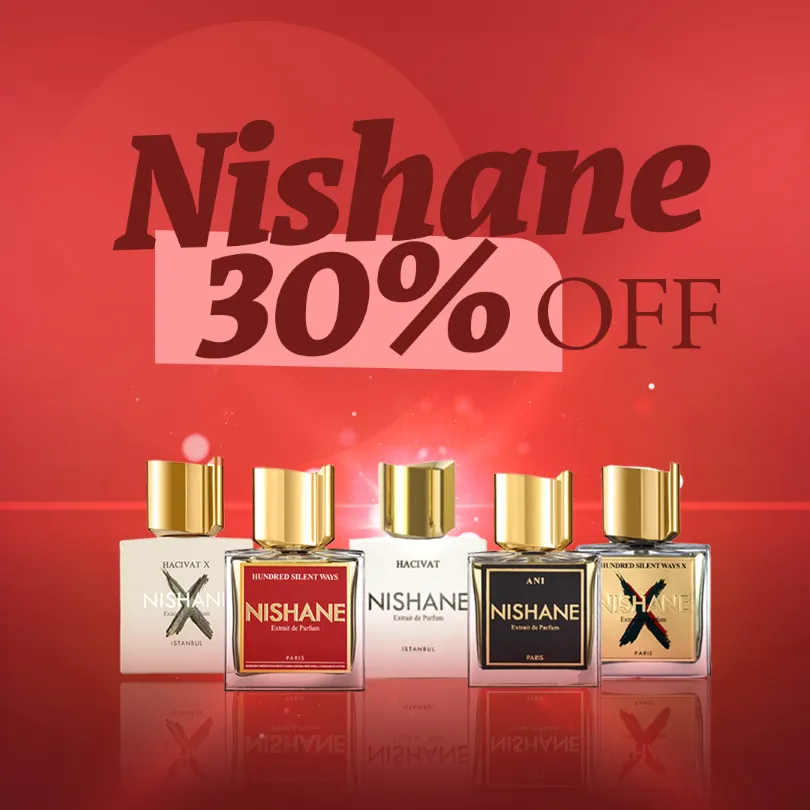 Nishane
30% OFF
HACIVAT X
NISHANE
Extrait de Parfum
ISTANBUL
HUNDRED SILENT WAYS
NISHANE
Extrait de Parfum
PARIS
HACIVAT
NISHANE
Extrait de Parfum
ISTANBUL
ANI
NISHANE
Extrait de Parfum
PARIS
HUNDRED SILENT WAYS X
NISHANE
PARIS